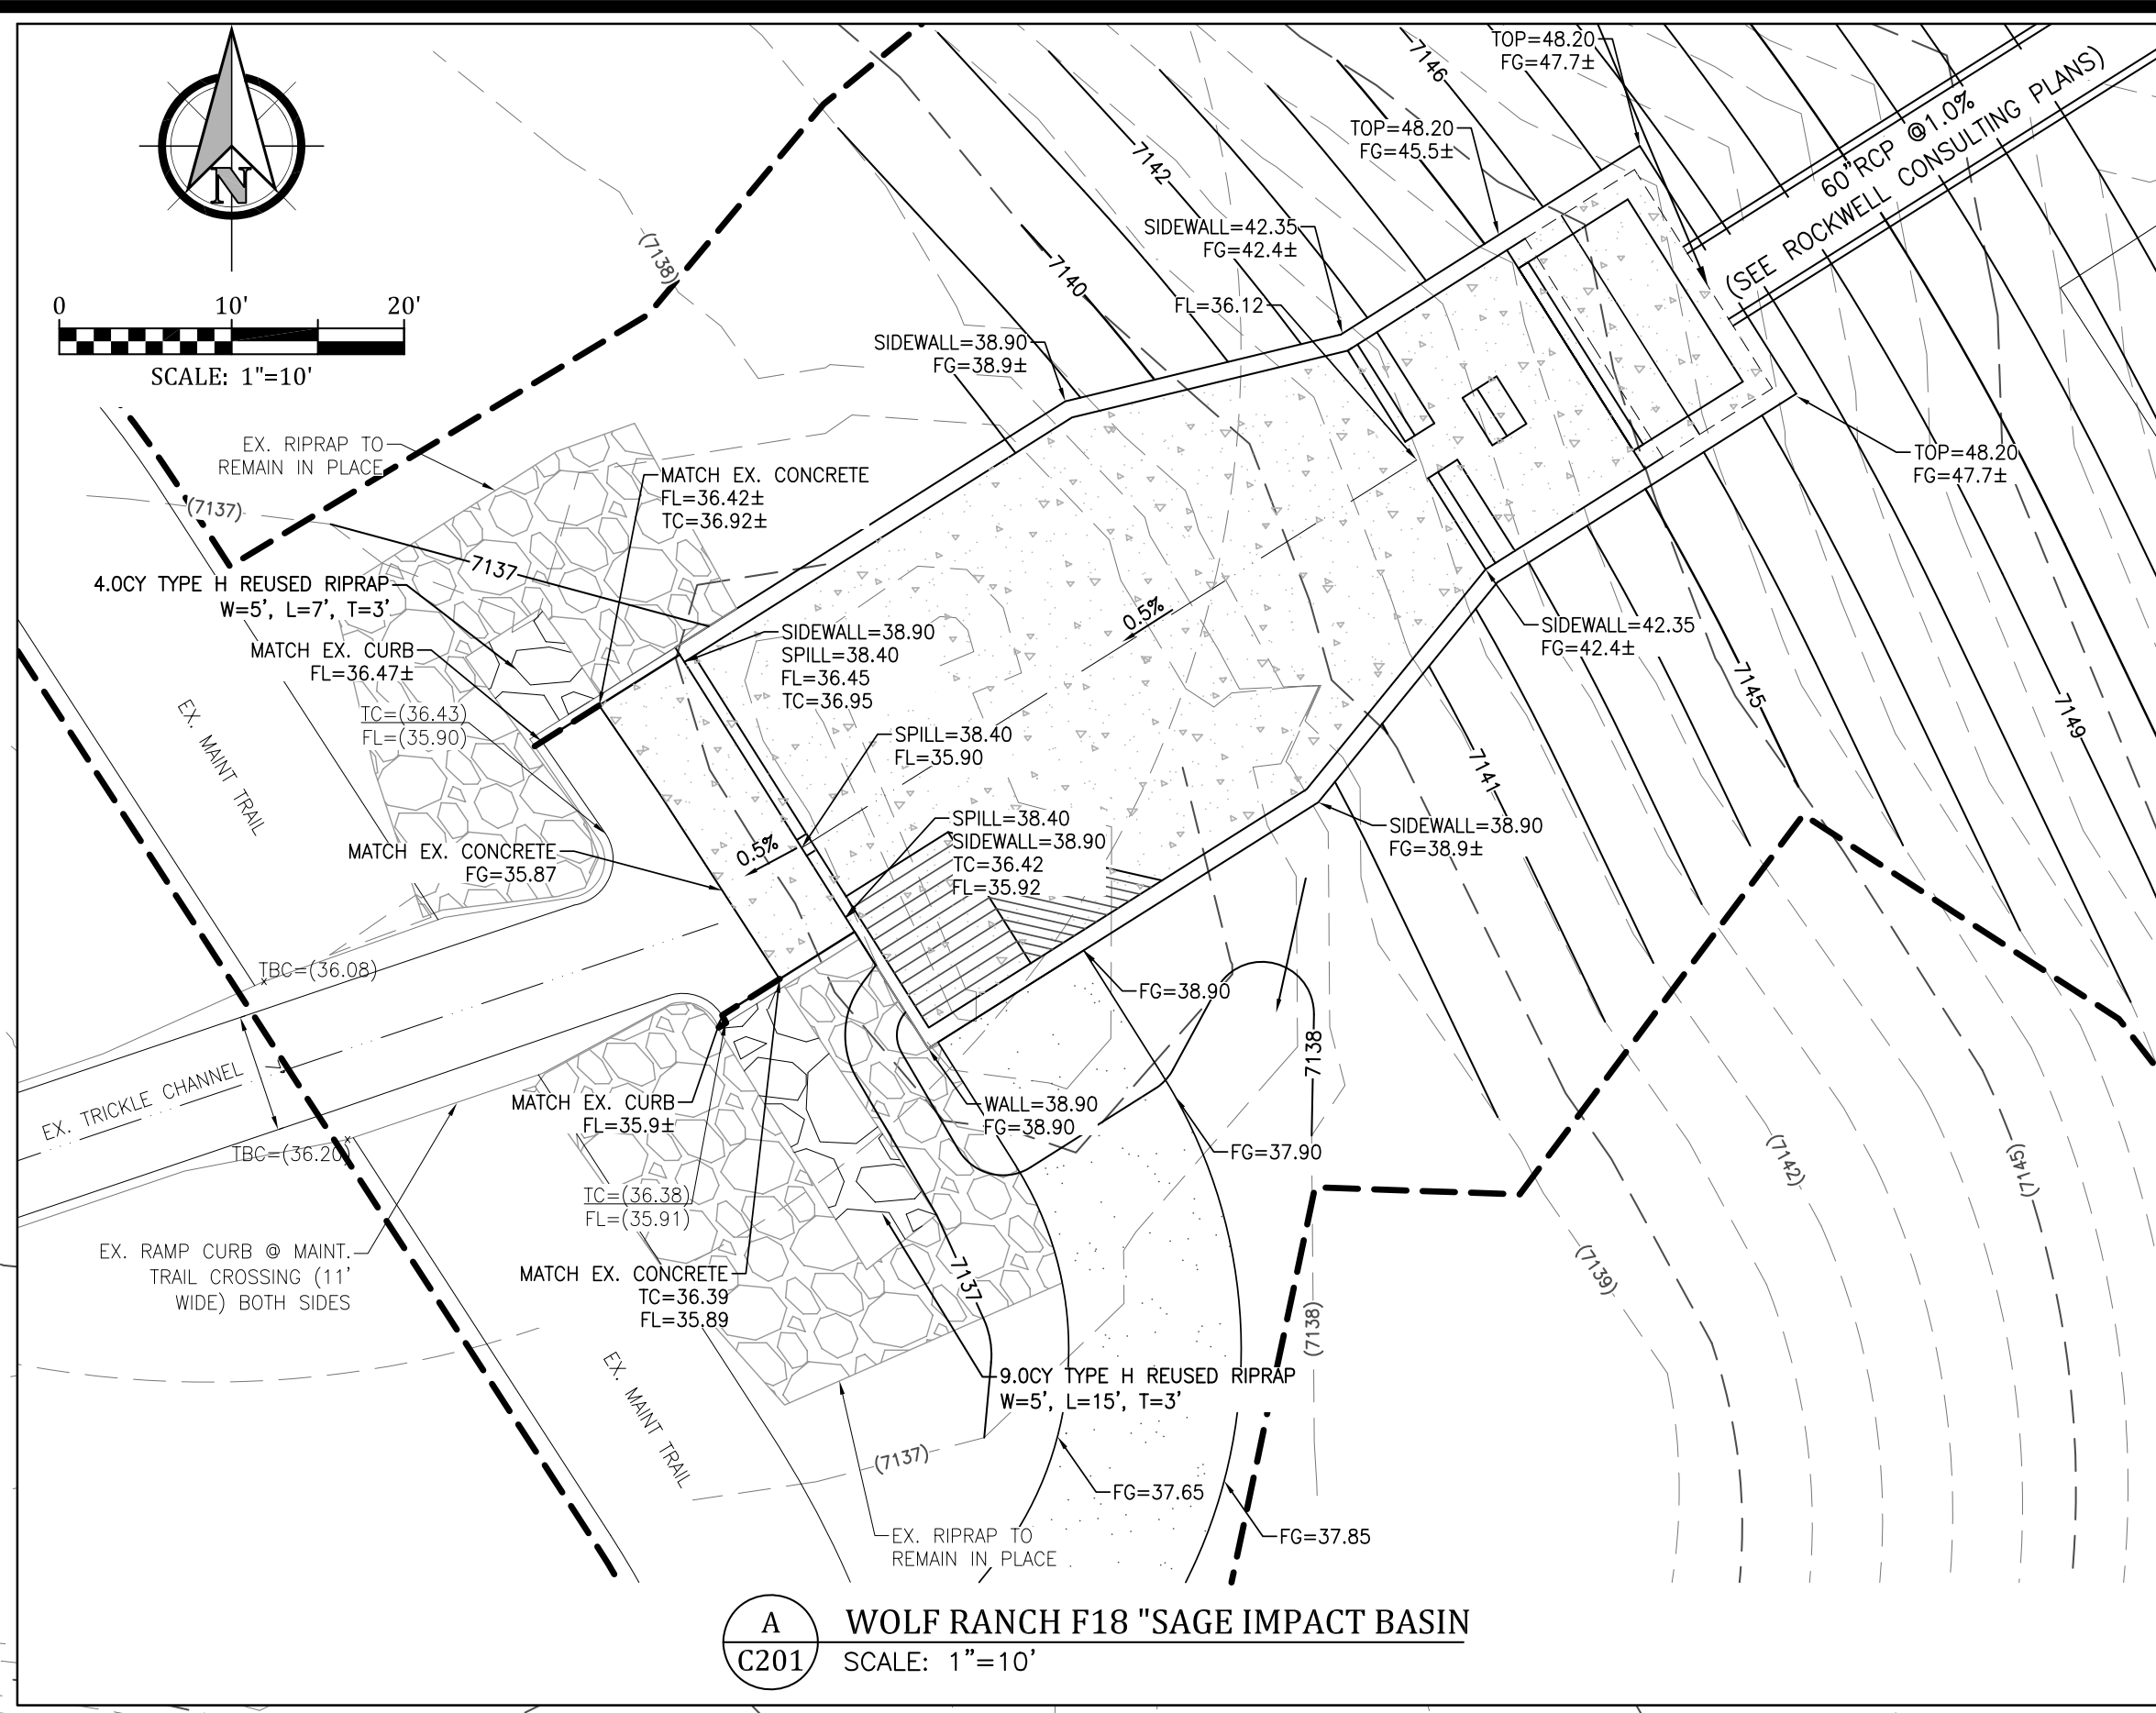 TOP=48.20
FG=47.7±
7146
60"RCP @1.0%
(SEE ROCKWELL CONSULTING PLANS)
TOP=48.20
FG=45.5±
7142
N
SIDEWALL=42.35
FG=42.4±
(7138)
7140
FL=36.12
0 10' 20'
SCALE: 1"=10'
SIDEWALL=38.90
FG=38.9±
EX. RIPRAP TO
REMAIN IN PLACE
MATCH EX. CONCRETE
FL=36.42±
TC=36.92±
TOP=48.20
FG=47.7±
(7137)
7137
4.0CY TYPE H REUSED RIPRAP
W=5', L=7', T=3'
0.5%
MATCH EX. CURB
FL=36.47±
SIDEWALL=38.90
SPILL=38.40
FL=36.45
TC=36.95
SIDEWALL=42.35
FG=42.4±
TC=(36.43)
FL=(35.90)
EX. MAINT TRAIL
7145
7149
SPILL=38.40
FL=35.90
7141
MATCH EX. CONCRETE
FG=35.87
0.5%
SPILL=38.40
SIDEWALL=38.90
TC=36.42
FL=35.92
SIDEWALL=38.90
FG=38.9±
TBC=(36.08)
FG=38.90
7138
EX. TRICKLE CHANNEL
MATCH EX. CURB
FL=35.9±
WALL=38.90
FG=38.90
TBC=(36.20)
FG=37.90
(7142)
(7145)
TC=(36.38)
FL=(35.91)
EX. RAMP CURB @ MAINT.
TRAIL CROSSING (11'
WIDE) BOTH SIDES
MATCH EX. CONCRETE
TC=36.39
FL=35.89
7137
(7139)
(7138)
EX. MAINT TRAIL
9.0CY TYPE H REUSED RIPRAP
W=5', L=15', T=3'
(7137)
FG=37.65
FG=37.85
EX. RIPRAP TO
REMAIN IN PLACE
A
C201
WOLF RANCH F18 "SAGE IMPACT BASIN
SCALE: 1"=10'